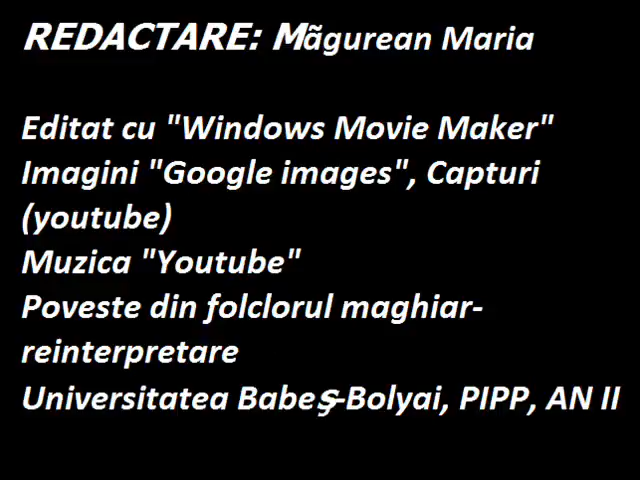 REDACTARE: Mãgurean Maria
Editat cu "Windows Movie Maker"
Imagini "Google images", Capturi
(youtube)
Muzica "Youtube"
Poveste din folclorul maghiar-
reinterpretare
Universitatea Babeş-Bolyai, PIPP, AN II